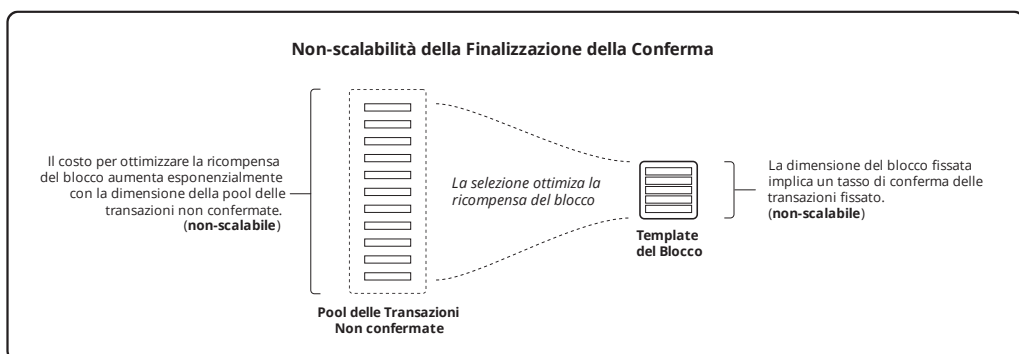 Non-scalabilità della Finalizzazione della Conferma
Il costo per ottimizzare la ricompensa
del blocco aumenta esponenzialmente
con la dimensione della pool delle
transazioni non confermate.
(non-scalabile)
La selezione ottimiza la
ricompensa del blocco
La dimensione del blocco fissata
implica un tasso di conferma delle
transazioni fissato.
(non-scalabile)
Template
del Blocco
Pool delle Transazioni
Non confermate